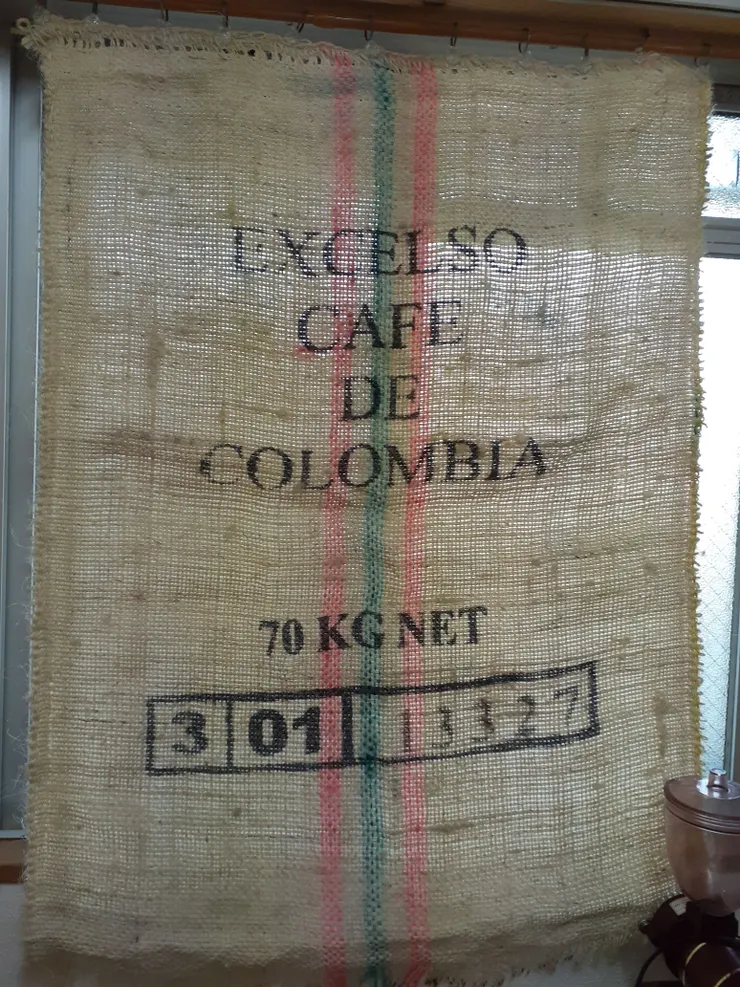 EXCELSO
CAFE
DE
COLOMBIA
70 KG NET
3 01 13327